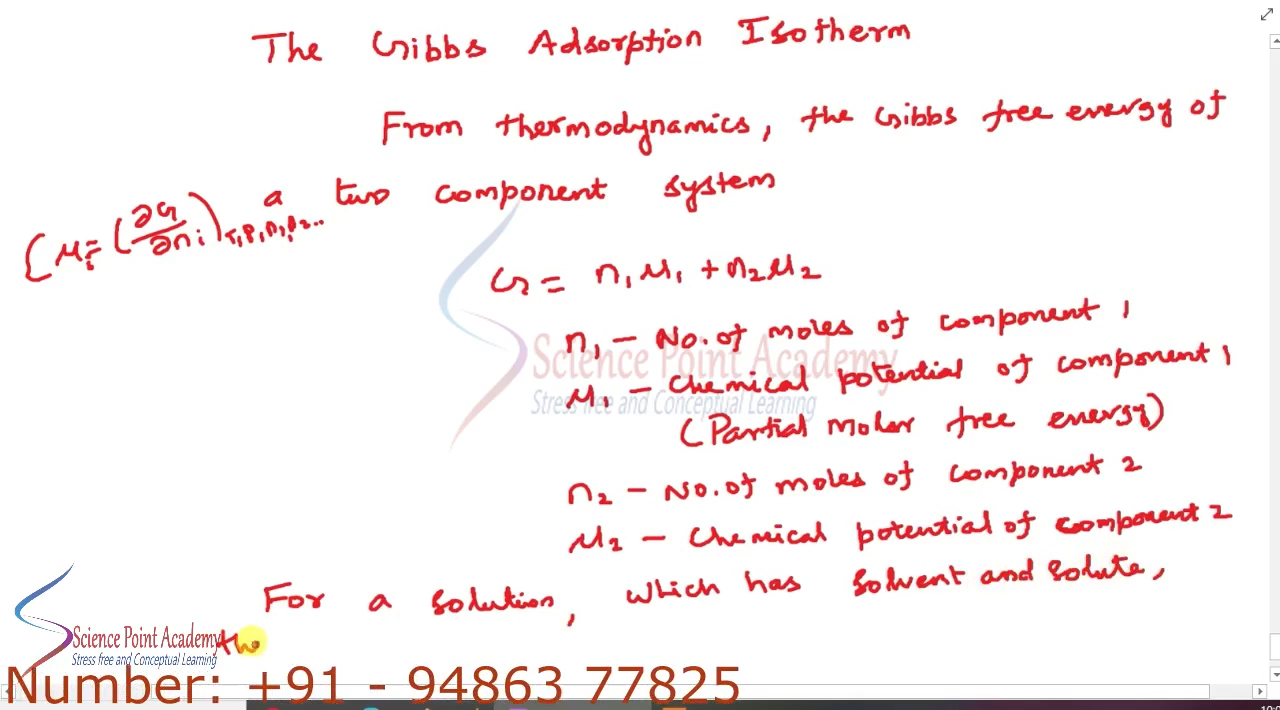 The Gibbs Adsorption Isotherm
From thermodynamics, the Gibbs free energy of
a two component system
[μi = (∂G/∂ni)T,P,n1,n2..
G = n₁μ₁ + n₂μ₂
n₁ – No. of moles of component 1
μ₁ – Chemical potential of component 1
(Partial molar free energy)
n₂ – No. of moles of component 2
μ₂ – Chemical potential of component 2
For a solution, which has solvent and solute,
the
Science Point Academy
Stress free and Conceptual Learning
Science Point Academy
Stress free and Conceptual Learning
Number: +91 - 94863 77825